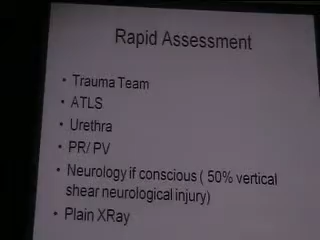 Rapid Assessment
• Trauma Team
• ATLS
• Urethra
• PR/ PV
• Neurology if conscious ( 50% vertical
shear neurological injury)
• Plain XRay